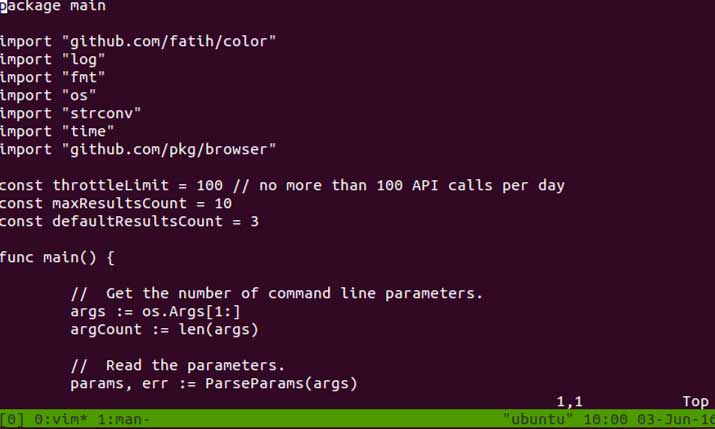 package main
import "github.com/fatih/color"
import "log"
import "fmt"
import "os"
import "strconv"
import "time"
import "github.com/pkg/browser"
const throttleLimit = 100 // no more than 100 API calls per day
const maxResultsCount = 10
const defaultResultsCount = 3
func main() {
        //  Get the number of command line parameters.
        args := os.Args[1:]
        argCount := len(args)
        //  Read the parameters.
        params, err := ParseParams(args)
1,1 Top
[0] 0:vim* 1:man- "ubuntu" 10:00 03-Jun-16